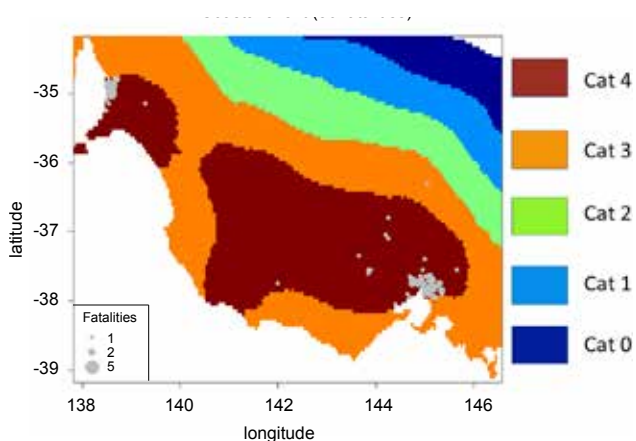 -35
-36
-37
-38
-39
latitude
138
140
142
144
146
longitude
Fatalities
1
2
5
Cat 4
Cat 3
Cat 2
Cat 1
Cat 0